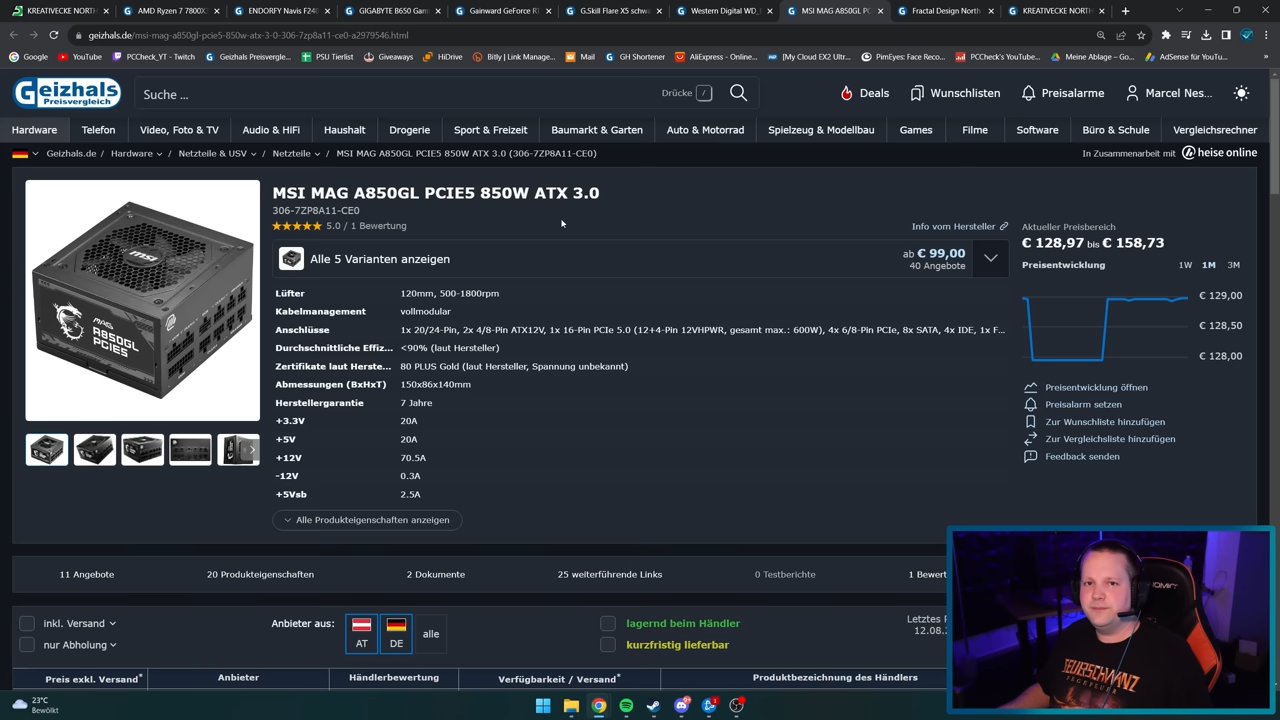 KREATIVECKE NORTH
AMD Ryzen 7 7800X
ENDORFY Navis F240
GIGABYTE B650 Gam
Gainward GeForce RT
G.Skill Flare X5 schwa
Western Digital WD_
MSI MAG A850GL PC
Fractal Design North
KREATIVECKE NORTH
geizhals.de/msi-mag-a850gl-pcie5-850w-atx-3-0-306-7zp8a11-ce0-a2979546.html
Google
YouTube
PCCheck_YT - Twitch
Geizhals Preisvergle...
PSU Tierlist
Giveaways
HiDrive
Bitly | Link Manage...
Mail
GH Shortener
AliExpress - Online...
[My Cloud EX2 Ultr...
PimEyes: Face Reco...
PCCheck's YouTube...
Meine Ablage – Go...
AdSense für YouTu...
»
Geizhals
Preisvergleich
Suche ...
Drücke /
Deals
Wunschlisten
Preisalarme
Marcel Nes...
Hardware
Telefon
Video, Foto & TV
Audio & HiFi
Haushalt
Drogerie
Sport & Freizeit
Baumarkt & Garten
Auto & Motorrad
Spielzeug & Modellbau
Games
Filme
Software
Büro & Schule
Vergleichsrechner
Geizhals.de / Hardware / Netzteile & USV / Netzteile / MSI MAG A850GL PCIE5 850W ATX 3.0 (306-7ZP8A11-CE0)
In Zusammenarbeit mit heise online
MSI MAG A850GL PCIE5 850W ATX 3.0
306-7ZP8A11-CE0
5.0 / 1 Bewertung
Info vom Hersteller
Alle 5 Varianten anzeigen
ab € 99,00
40 Angebote
Lüfter 120mm, 500-1800rpm
Kabelmanagement vollmodular
Anschlüsse 1x 20/24-Pin, 2x 4/8-Pin ATX12V, 1x 16-Pin PCIe 5.0 (12+4-Pin 12VHPWR, gesamt max.: 600W), 4x 6/8-Pin PCIe, 8x SATA, 4x IDE, 1x F...
Durchschnittliche Effiz... <90% (laut Hersteller)
Zertifikate laut Herste... 80 PLUS Gold (laut Hersteller, Spannung unbekannt)
Abmessungen (BxHxT) 150x86x140mm
Herstellergarantie 7 Jahre
+3.3V 20A
+5V 20A
+12V 70.5A
-12V 0.3A
+5Vsb 2.5A
Alle Produkteigenschaften anzeigen
msi
MAG
A850GL
PCIE5
Aktueller Preisbereich
€ 128,97 bis € 158,73
Preisentwicklung 1W 1M 3M
€ 129,00
€ 128,50
€ 128,00
Preisentwicklung öffnen
Preisalarm setzen
Zur Wunschliste hinzufügen
Zur Vergleichsliste hinzufügen
Feedback senden
11 Angebote
20 Produkteigenschaften
2 Dokumente
25 weiterführende Links
0 Testberichte
1 Bewert
inkl. Versand
nur Abholung
Anbieter aus:
AT
DE
alle
lagernd beim Händler
kurzfristig lieferbar
Letztes
12.08.
Preis exkl. Versand*
Anbieter
Händlerbewertung
Verfügbarkeit / Versand*
Produktbezeichnung des Händlers
FEUERSCHWANZ
23°C
Bewölkt